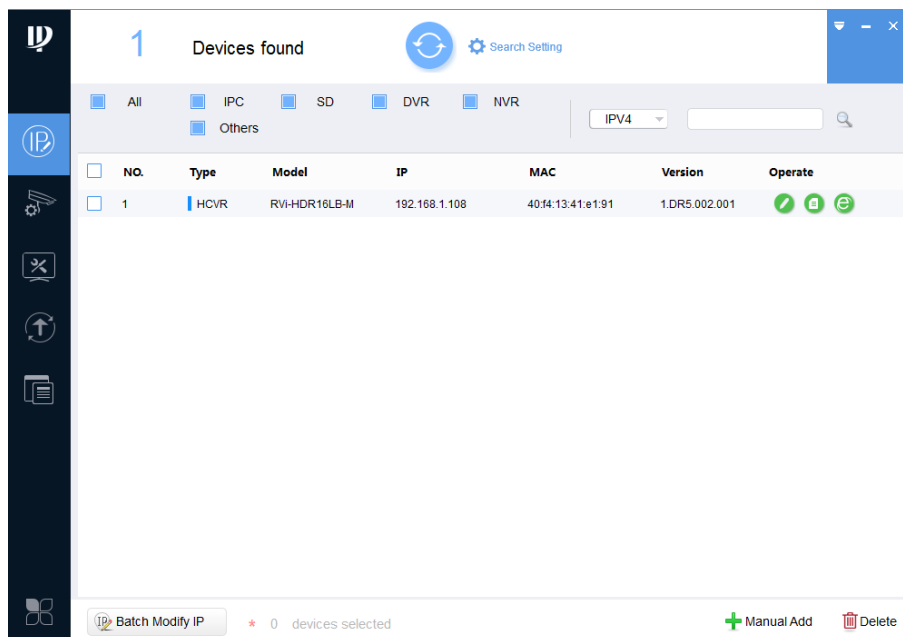 1 Devices found Search Setting
All IPC SD DVR NVR
Others
IPV4
NO. Type Model IP MAC Version Operate
1 HCVR RVi-HDR16LB-M 192.168.1.108 40:f4:13:41:e1:91 1.DR5.002.001
Batch Modify IP * 0 devices selected Manual Add Delete